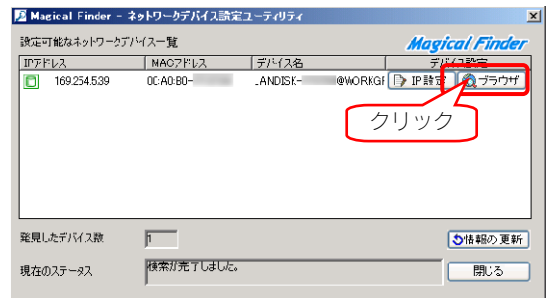 Magical Finder - ネットワークデバイス設定ユーティリティ
設定可能なネットワークデバイス一覧
Magical Finder
IPアドレス MACアドレス デバイス名 デバイス設定
169.254.5.39 0C:A0:B0- _ANDISK- @WORKGF IP設定 ブラウザ
クリック
発見したデバイス数 1 情報の更新
現在のステータス 検索が完了しました。 閉じる